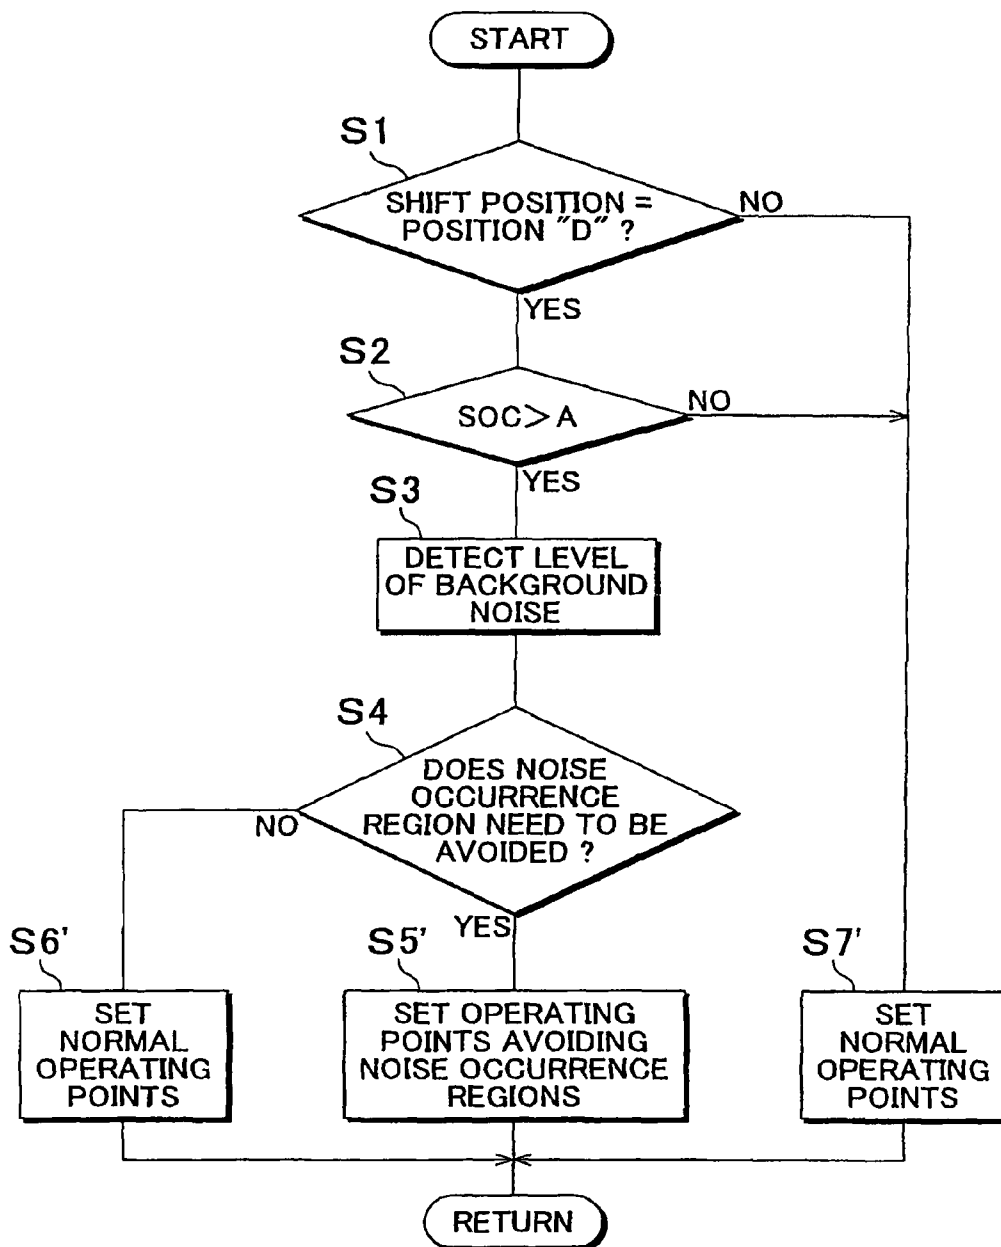 START
S1
SHIFT POSITION =
POSITION "D" ?
NO
YES
S2
SOC>A
NO
YES
S3
DETECT LEVEL
OF BACKGROUND
NOISE
S4
DOES NOISE
OCCURRENCE
REGION NEED TO BE
AVOIDED ?
NO
YES
S6'
SET
NORMAL
OPERATING
POINTS
S5'
SET OPERATING
POINTS AVOIDING
NOISE OCCURRENCE
REGIONS
S7'
SET
NORMAL
OPERATING
POINTS
RETURN